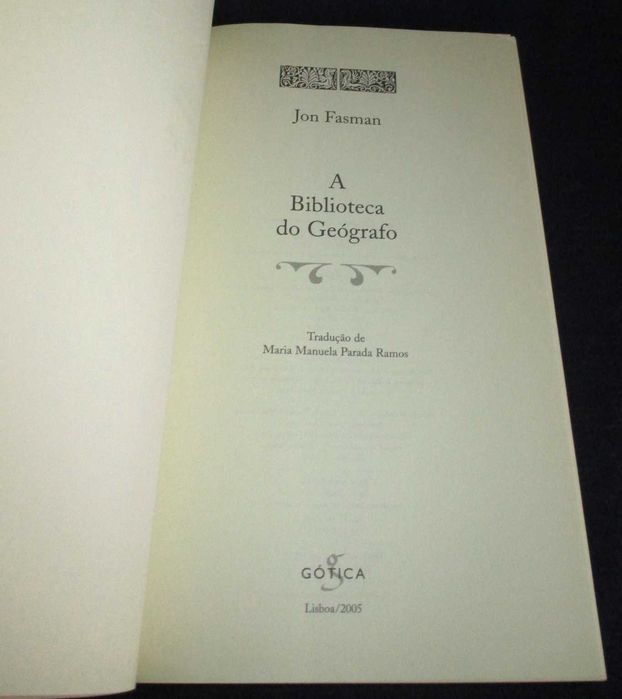 Jon Fasman
A
Biblioteca
do Geógrafo
Tradução de
Maria Manuela Parada Ramos
g
GÓTICA
Lisboa/2005